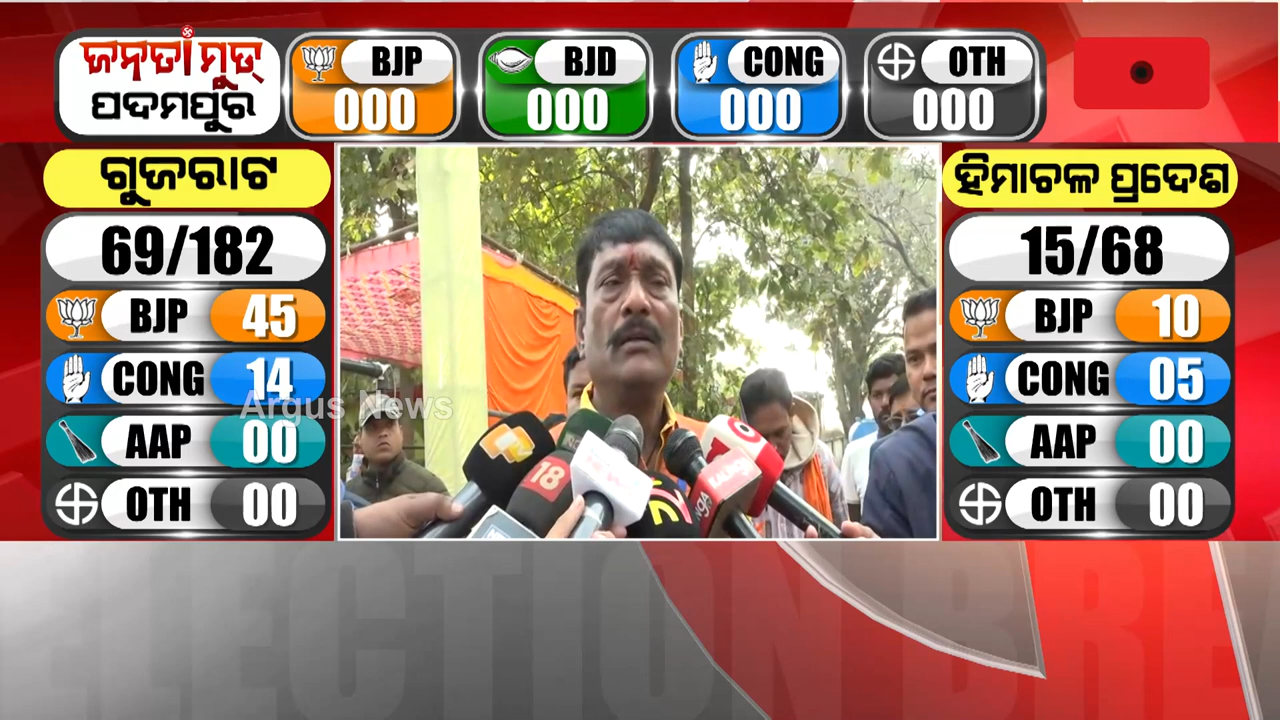 ଜନତା ମୁଡ୍
ପଦମପୁର
BJP
000
BJD
000
CONG
000
OTH
000
ଗୁଜରାଟ
69/182
BJP 45
CONG 14
AAP 00
OTH 00
Argus News
18
ହିମାଚଳ ପ୍ରଦେଶ
15/68
BJP 10
CONG 05
AAP 00
OTH 00
ELECTION BRE